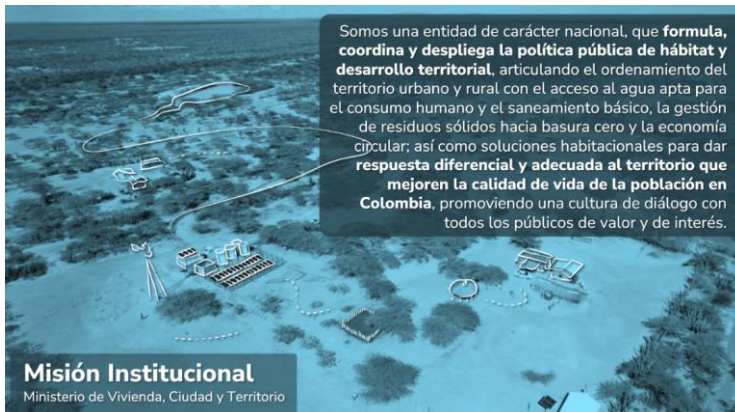 Somos una entidad de carácter nacional, que formula,
coordina y despliega la política pública de hábitat y
desarrollo territorial, articulando el ordenamiento del
territorio urbano y rural con el acceso al agua apta para
el consumo humano y el saneamiento básico, la gestión
de residuos sólidos hacia basura cero y la economía
circular; así como soluciones habitacionales para dar
respuesta diferencial y adecuada al territorio que
mejoren la calidad de vida de la población en
Colombia, promoviendo una cultura de diálogo con
todos los públicos de valor y de interés.
Misión Institucional
Ministerio de Vivienda, Ciudad y Territorio